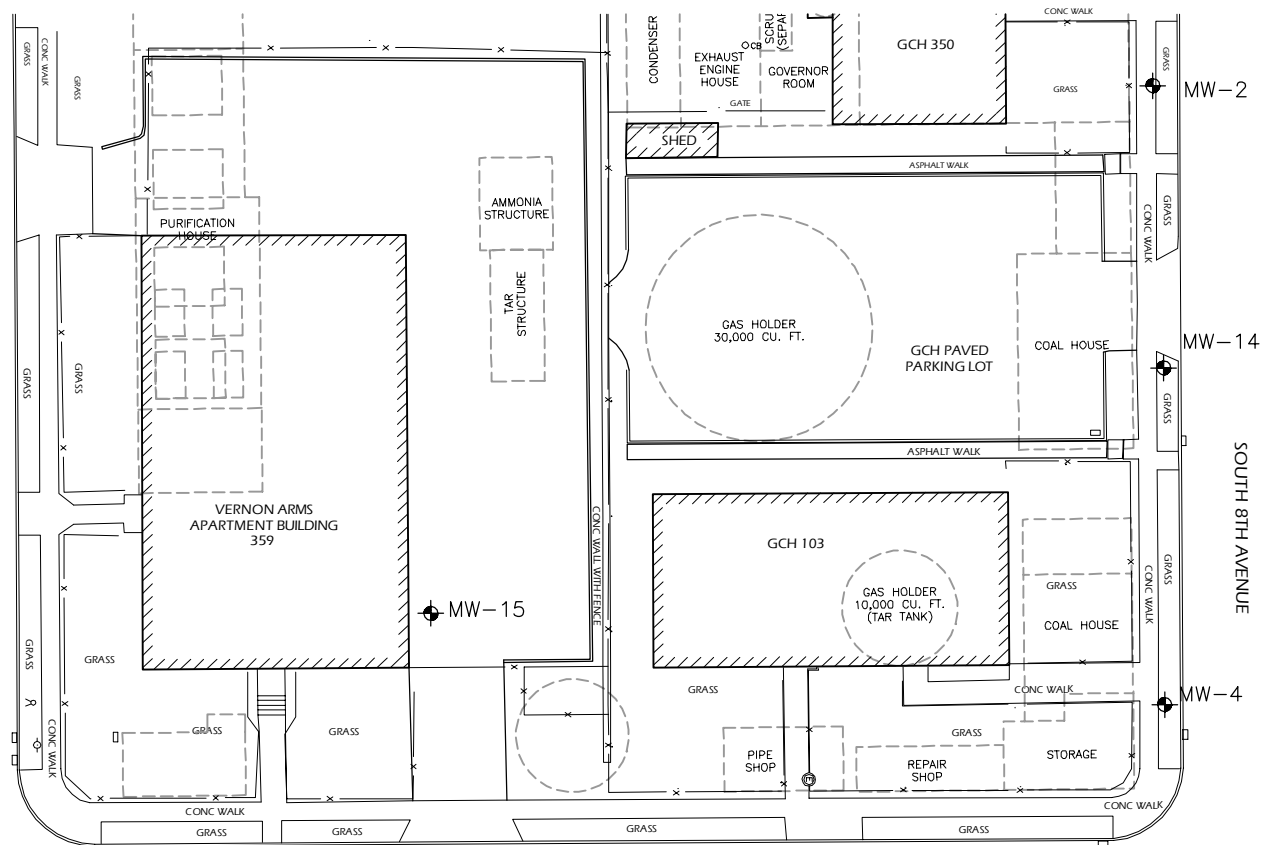 CONC WALK
GCH 350
CONDENSER
SCRU
(SEPAR
CB
EXHAUST
ENGINE
HOUSE
GOVERNOR
ROOM
GATE
GRASS
GRASS
MW-2
GRASS
CONC WALK
GRASS
SHED
ASPHALT WALK
AMMONIA
STRUCTURE
PURIFICATION
HOUSE
TAR
STRUCTURE
GRASS
CONC WALK
GAS HOLDER
30,000 CU. FT.
GCH PAVED
PARKING LOT
COAL HOUSE
MW-14
GRASS
GRASS
GRASS
ASPHALT WALK
SOUTH 8TH AVENUE
VERNON ARMS
APARTMENT BUILDING
359
CONC WALL WITH FENCE
GCH 103
GAS HOLDER
10,000 CU. FT.
(TAR TANK)
GRASS
COAL HOUSE
CONC WALK
GRASS
MW-15
GRASS
GRASS
GRASS
CONC WALK
MW-4
GRASS
GRASS
GRASS
STORAGE
PIPE
SHOP
REPAIR
SHOP
E
CONC WALK
CONC WALK
CONC WALK
GRASS
GRASS
GRASS
GRASS